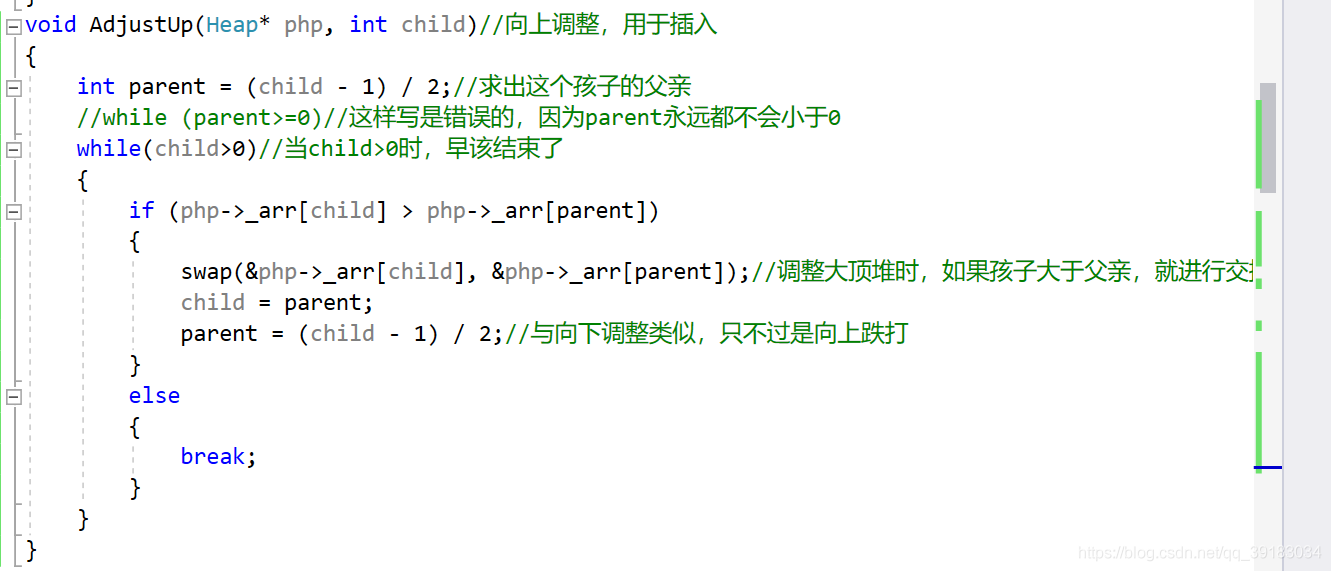 }
void AdjustUp(Heap* php, int child)//向上调整，用于插入
{
    int parent = (child - 1) / 2;//求出这个孩子的父亲
    //while (parent>=0)//这样写是错误的，因为parent永远都不会小于0
    while(child>0)//当child>0时，早该结束了
    {
        if (php->_arr[child] > php->_arr[parent])
        {
            swap(&php->_arr[child], &php->_arr[parent]);//调整大顶堆时，如果孩子大于父亲，就进行交
            child = parent;
            parent = (child - 1) / 2;//与向下调整类似，只不过是向上跌打
        }
        else
        {
            break;
        }
    }
}
https://blog.csdn.net/qq_39183034